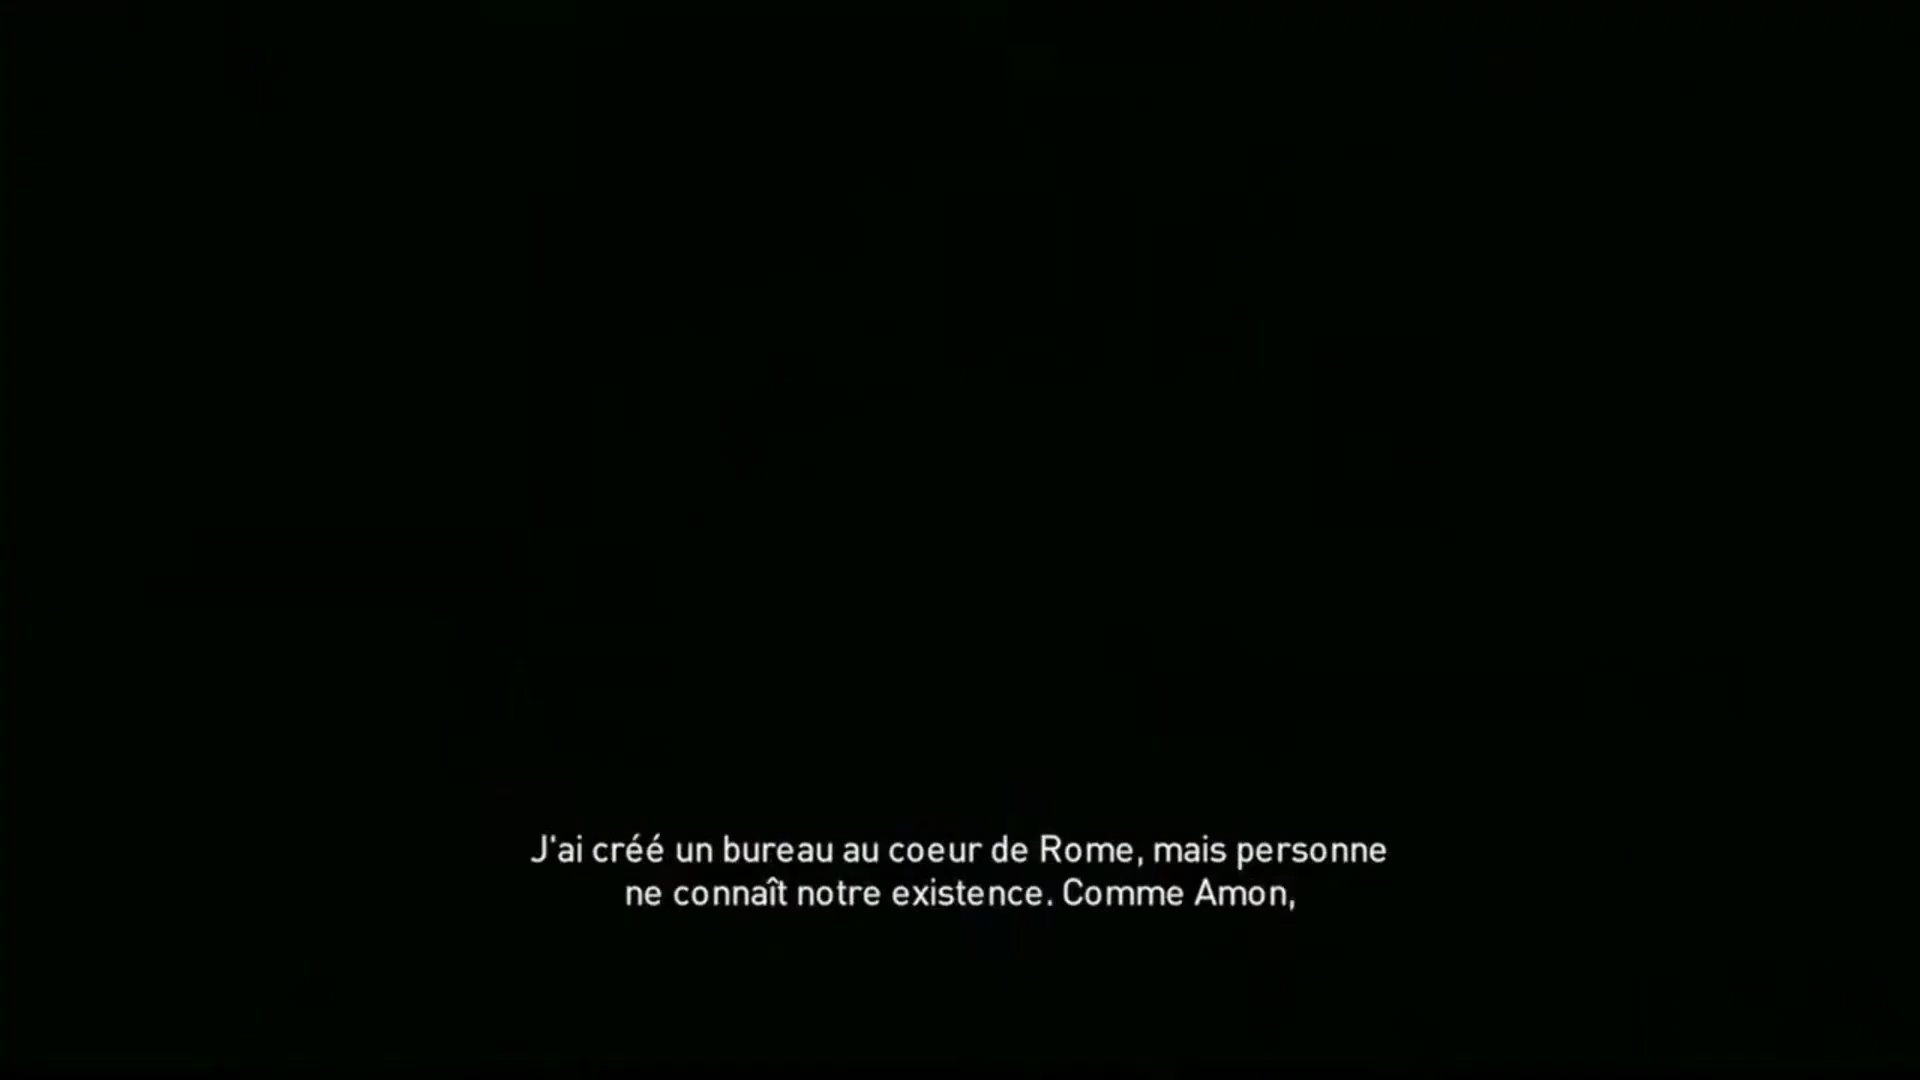 J'ai créé un bureau au coeur de Rome, mais personne
ne connaît notre existence. Comme Amon,